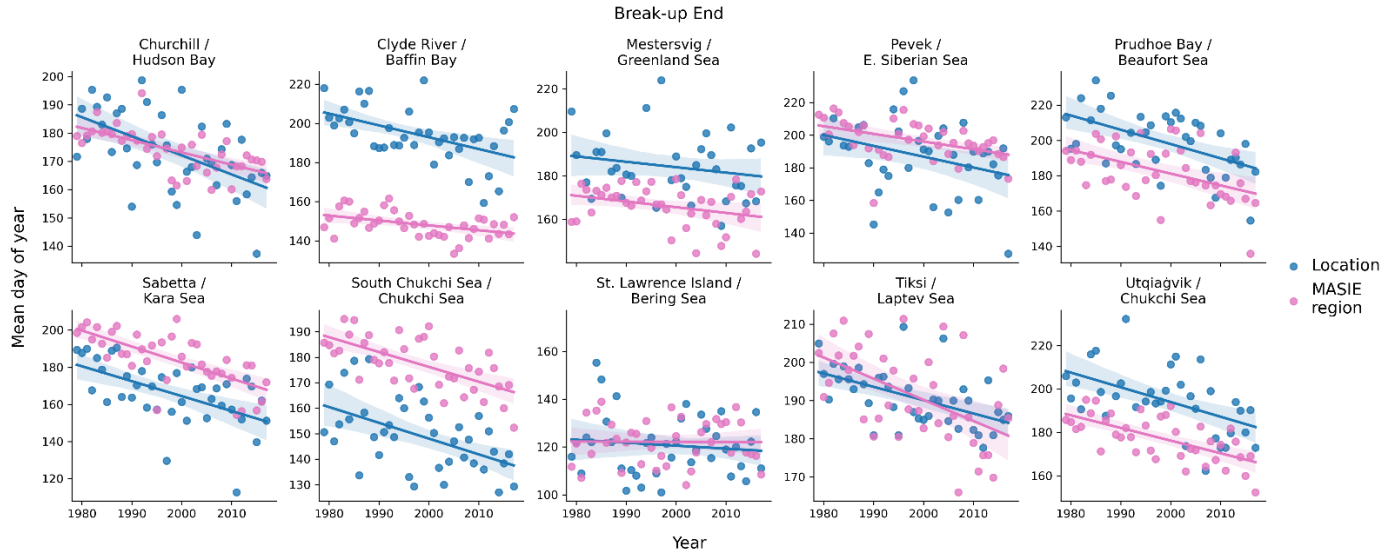 Break-up End
Churchill /
Hudson Bay
Clyde River /
Baffin Bay
Mestersvig /
Greenland Sea
Pevek /
E. Siberian Sea
Prudhoe Bay /
Beaufort Sea
200
190
180
170
160
150
140
220
200
180
160
140
220
200
180
160
220
200
180
160
140
240
220
200
180
160
140
Mean day of year
Sabetta /
Kara Sea
South Chukchi Sea /
Chukchi Sea
St. Lawrence Island /
Bering Sea
Tiksi /
Laptev Sea
Utqiaġvik /
Chukchi Sea
200
180
160
140
120
190
180
170
160
150
140
130
160
140
120
100
210
200
190
180
170
220
200
180
160
1980 1990 2000 2010
1980 1990 2000 2010
1980 1990 2000 2010
1980 1990 2000 2010
1980 1990 2000 2010
Year
Location
MASIE
region